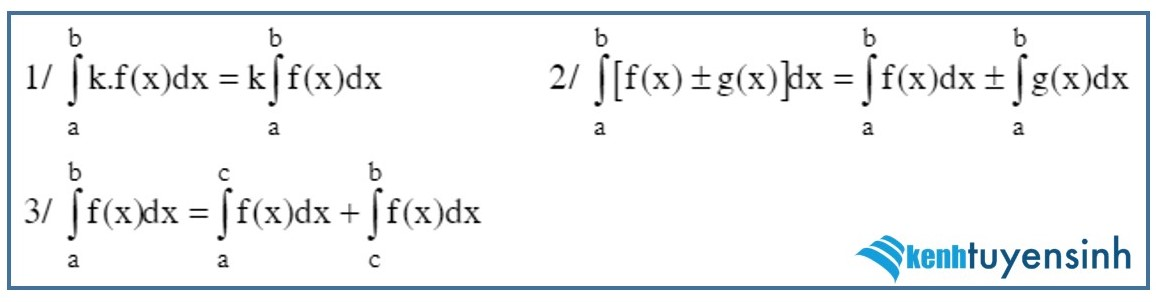 1/ ∫_a^b k.f(x)dx = k∫_a^b f(x)dx
2/ ∫_a^b [f(x) ± g(x)]dx = ∫_a^b f(x)dx ± ∫_a^b g(x)dx
3/ ∫_a^b f(x)dx = ∫_a^c f(x)dx + ∫_c^b f(x)dx
kenhtuyensinh